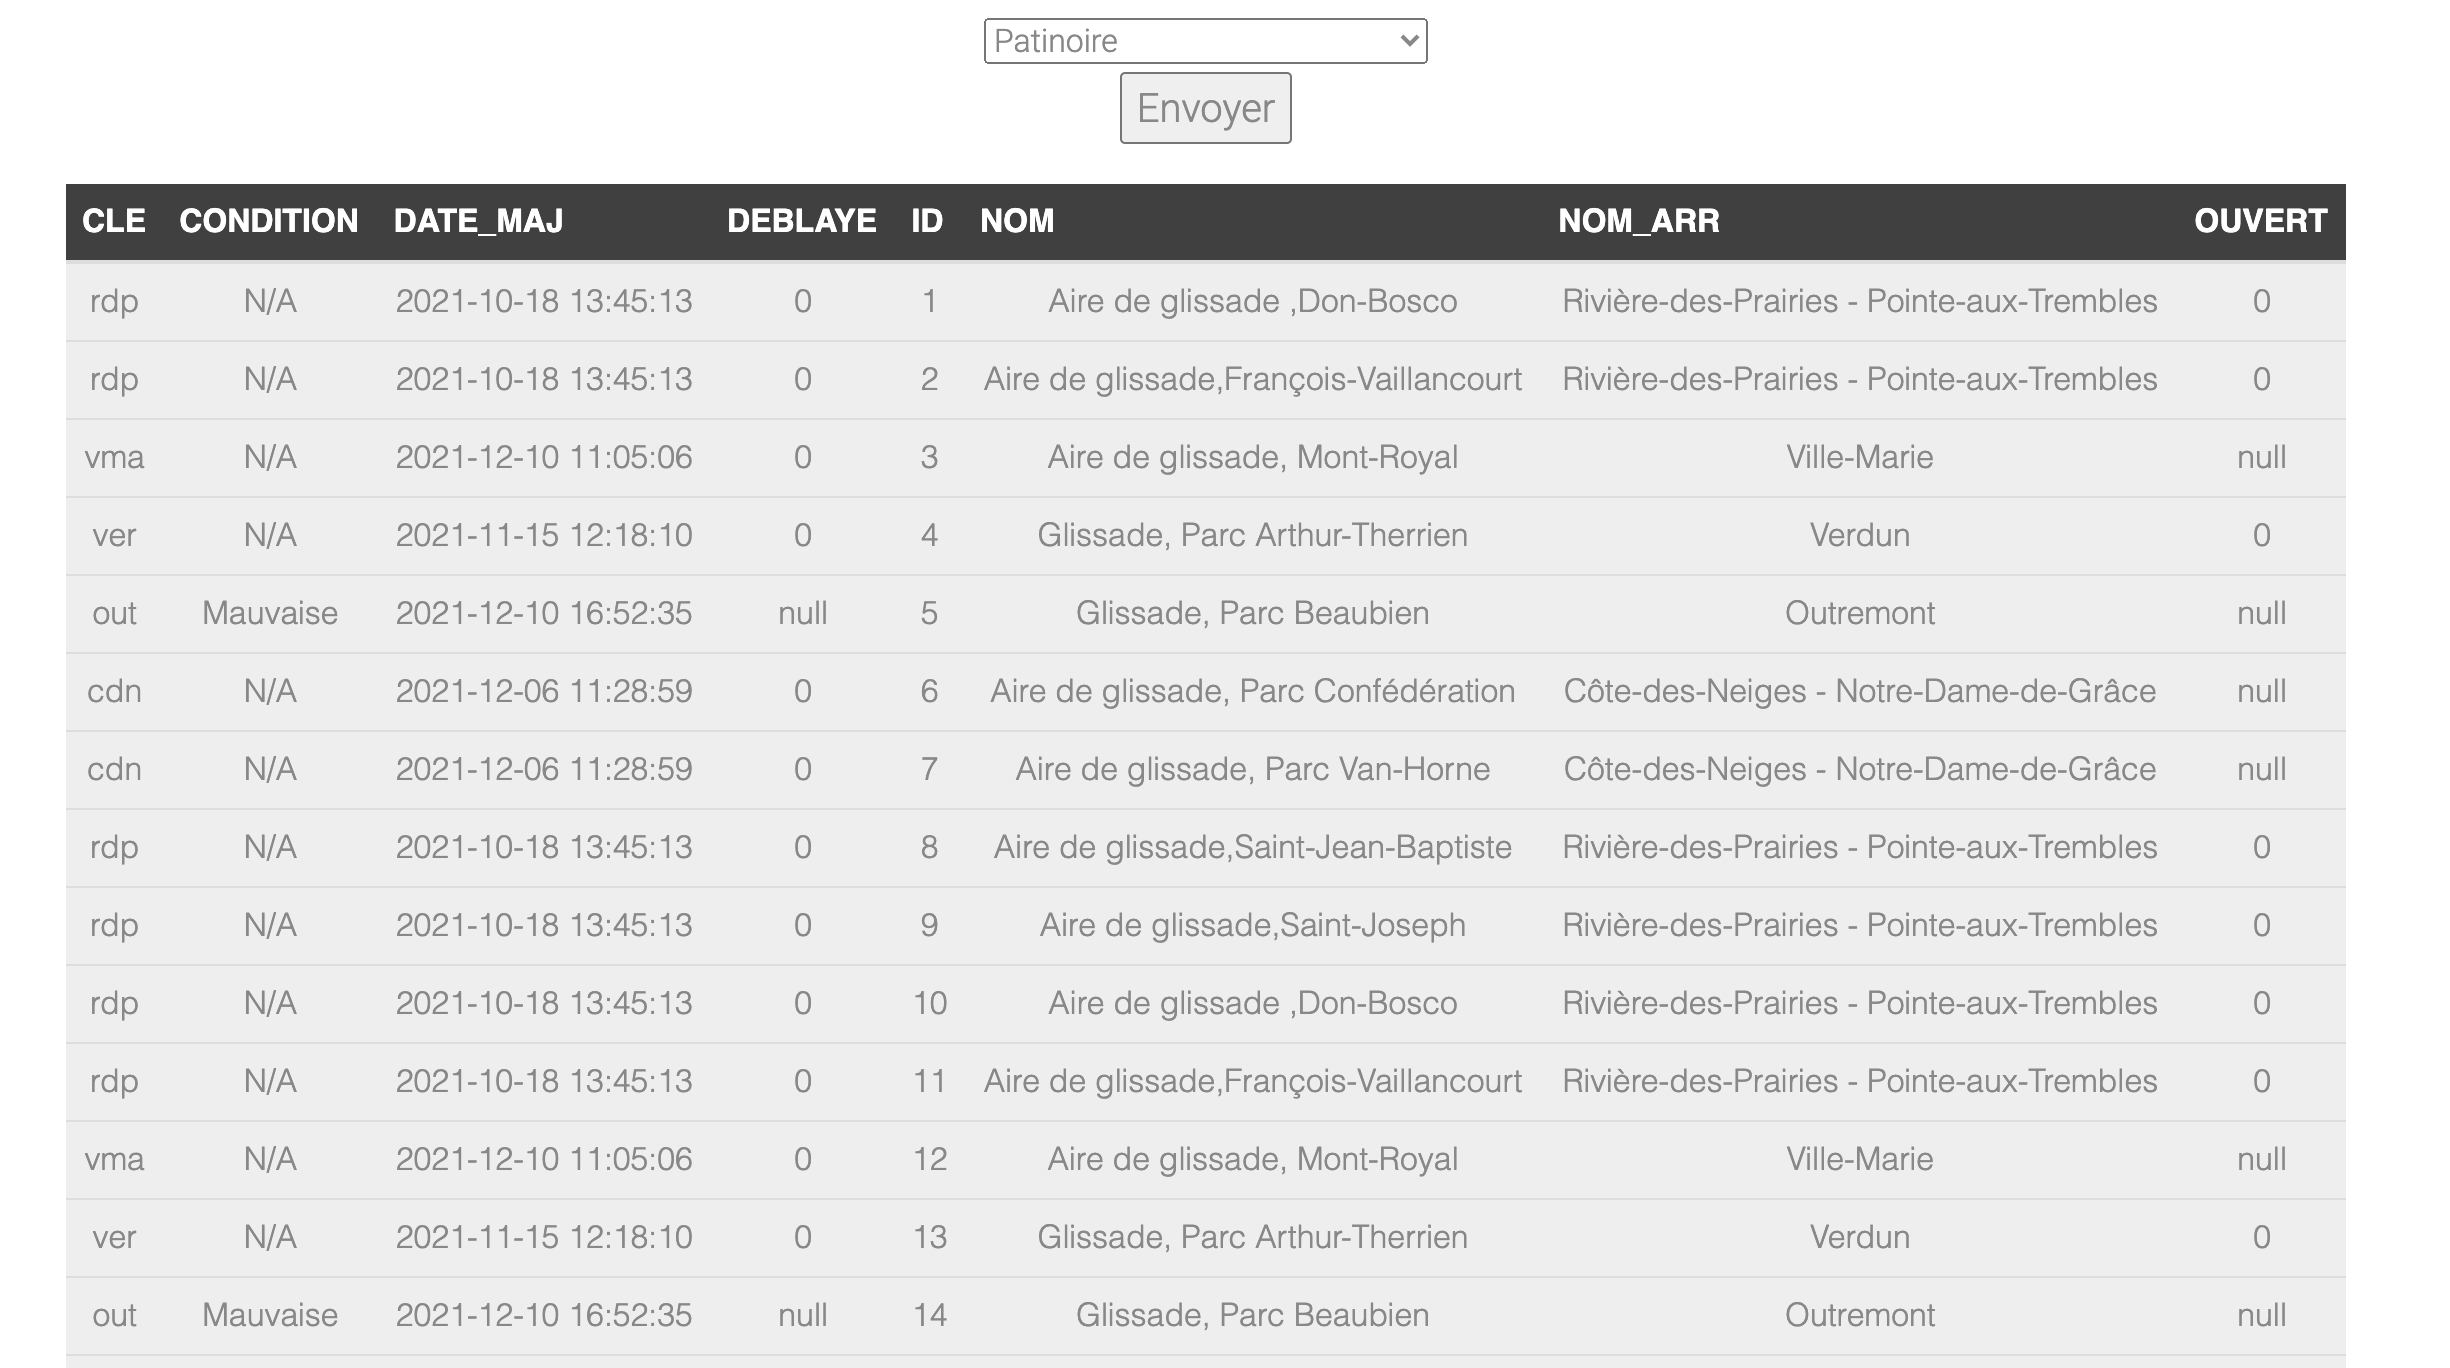 Patinoire
Envoyer
CLE CONDITION DATE_MAJ DEBLAYE ID NOM NOM_ARR OUVERT
rdp N/A 2021-10-18 13:45:13 0 1 Aire de glissade ,Don-Bosco Rivière-des-Prairies - Pointe-aux-Trembles 0
rdp N/A 2021-10-18 13:45:13 0 2 Aire de glissade,François-Vaillancourt Rivière-des-Prairies - Pointe-aux-Trembles 0
vma N/A 2021-12-10 11:05:06 0 3 Aire de glissade, Mont-Royal Ville-Marie null
ver N/A 2021-11-15 12:18:10 0 4 Glissade, Parc Arthur-Therrien Verdun 0
out Mauvaise 2021-12-10 16:52:35 null 5 Glissade, Parc Beaubien Outremont null
cdn N/A 2021-12-06 11:28:59 0 6 Aire de glissade, Parc Confédération Côte-des-Neiges - Notre-Dame-de-Grâce null
cdn N/A 2021-12-06 11:28:59 0 7 Aire de glissade, Parc Van-Horne Côte-des-Neiges - Notre-Dame-de-Grâce null
rdp N/A 2021-10-18 13:45:13 0 8 Aire de glissade,Saint-Jean-Baptiste Rivière-des-Prairies - Pointe-aux-Trembles 0
rdp N/A 2021-10-18 13:45:13 0 9 Aire de glissade,Saint-Joseph Rivière-des-Prairies - Pointe-aux-Trembles 0
rdp N/A 2021-10-18 13:45:13 0 10 Aire de glissade ,Don-Bosco Rivière-des-Prairies - Pointe-aux-Trembles 0
rdp N/A 2021-10-18 13:45:13 0 11 Aire de glissade,François-Vaillancourt Rivière-des-Prairies - Pointe-aux-Trembles 0
vma N/A 2021-12-10 11:05:06 0 12 Aire de glissade, Mont-Royal Ville-Marie null
ver N/A 2021-11-15 12:18:10 0 13 Glissade, Parc Arthur-Therrien Verdun 0
out Mauvaise 2021-12-10 16:52:35 null 14 Glissade, Parc Beaubien Outremont null